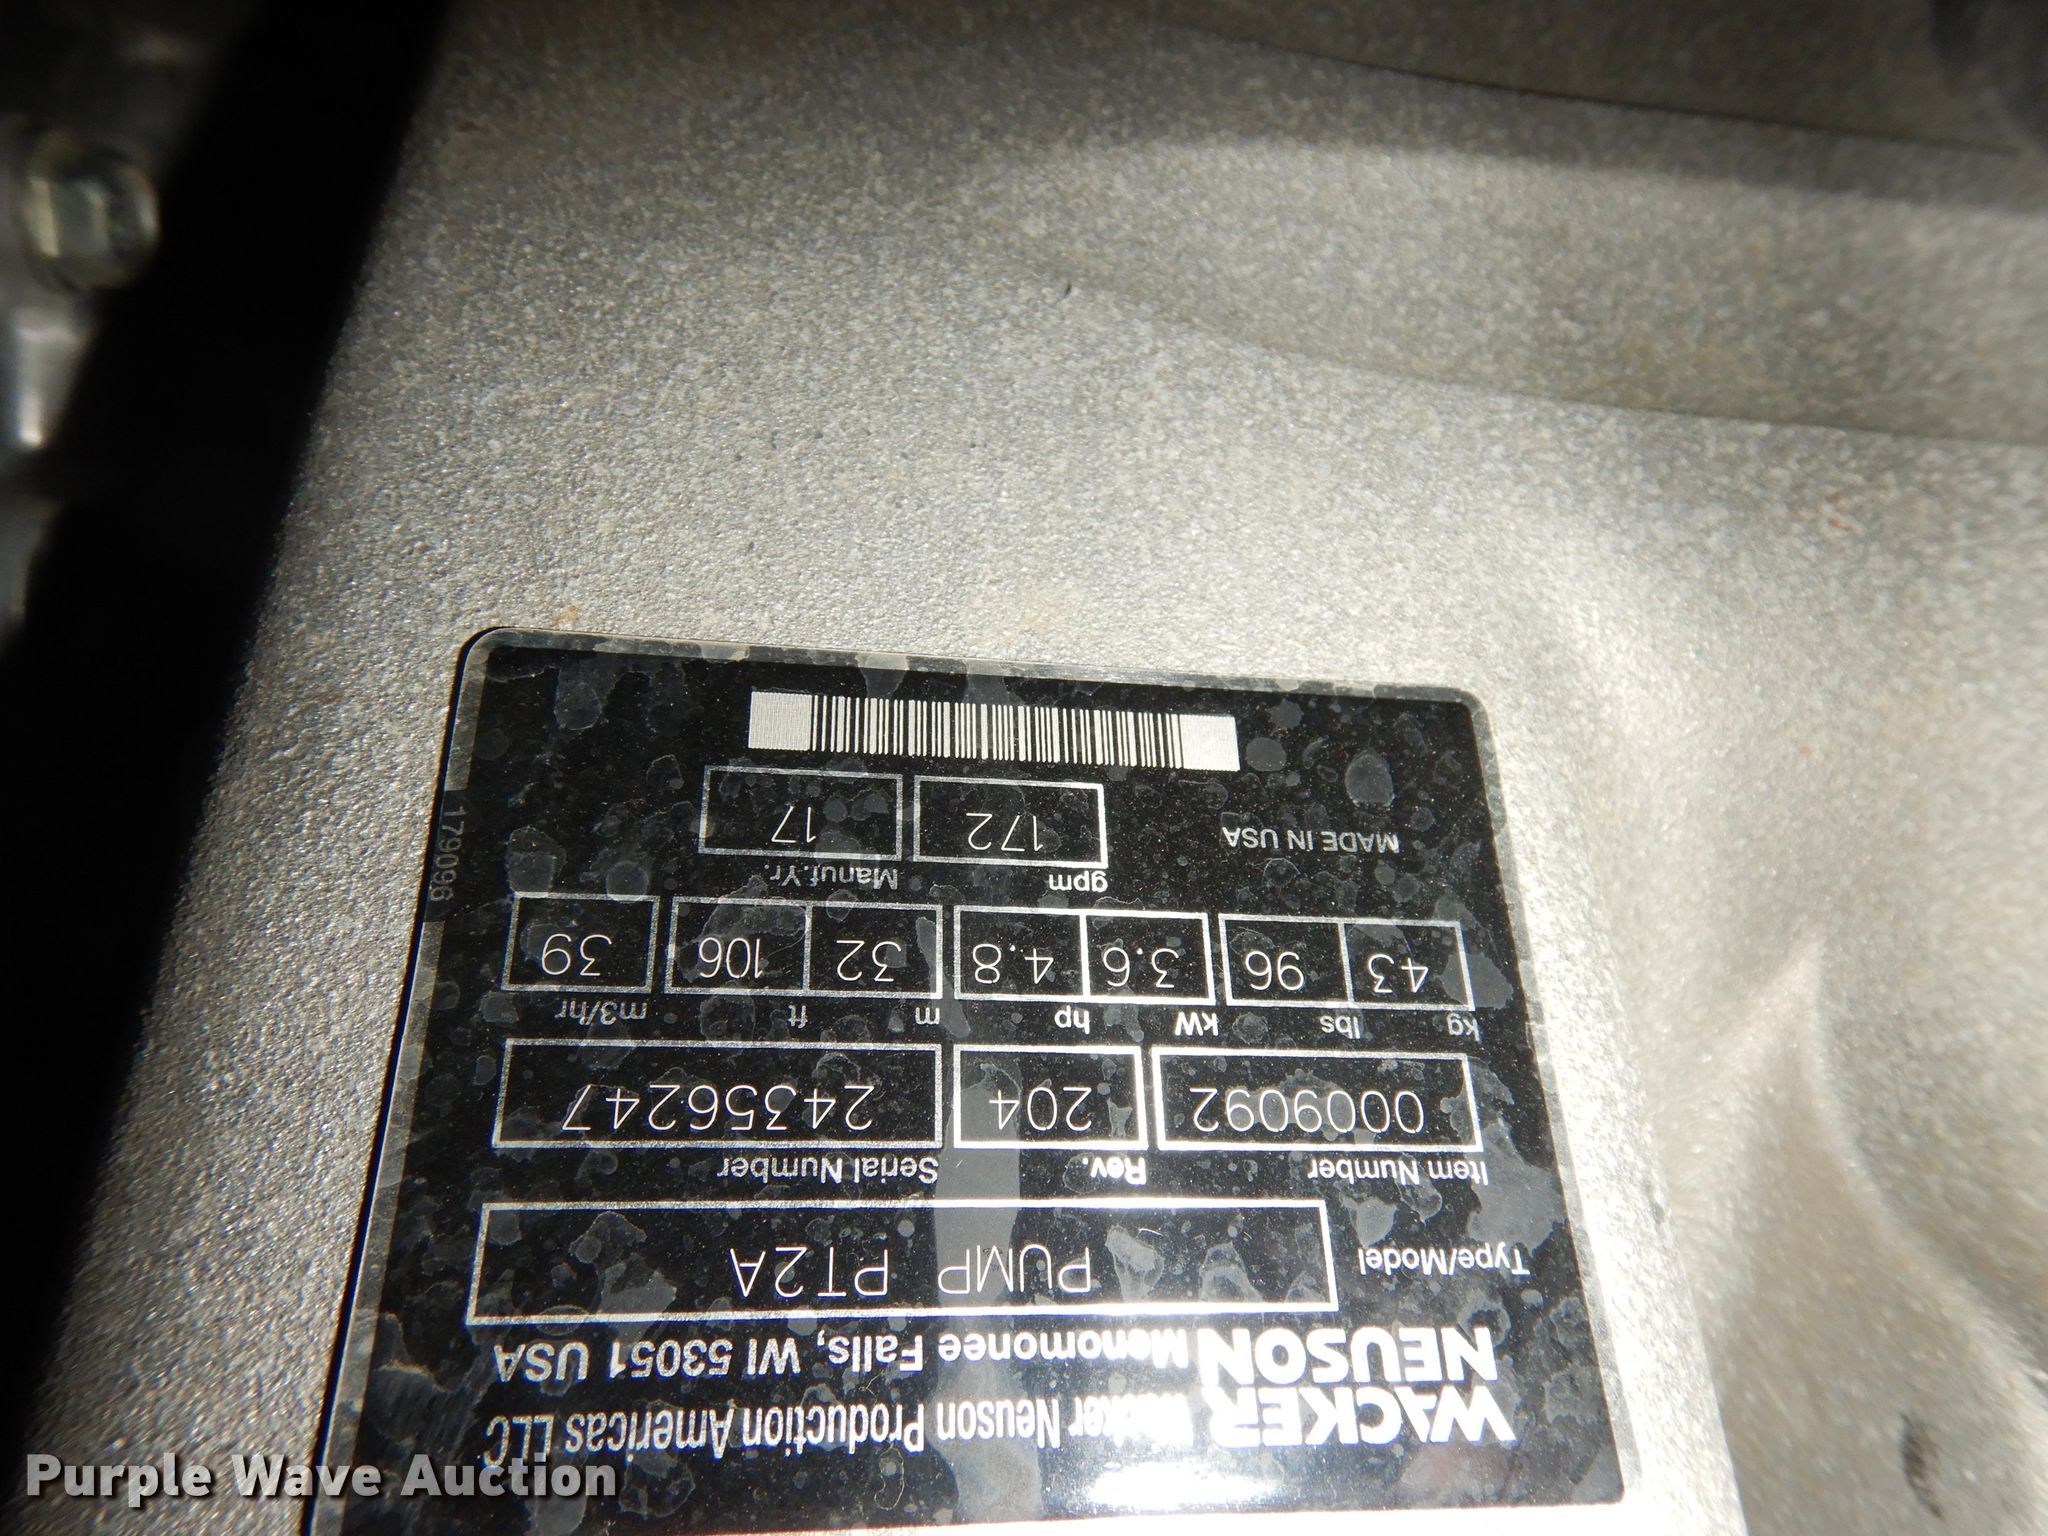 WACKER
NEUSON
Wacker Neuson Production Americas LLC
Menomonee Falls, WI 53051 USA
Type/Model
PUMP PT2A
Item Number Rev. Serial Number
0009092 204 24356247
kg lbs kW hp m ft m3/hr
43 96 3.6 4.8 32 106 39
gpm Manuf.Yr.
MADE IN USA 172 17
179096
Purple Wave Auction